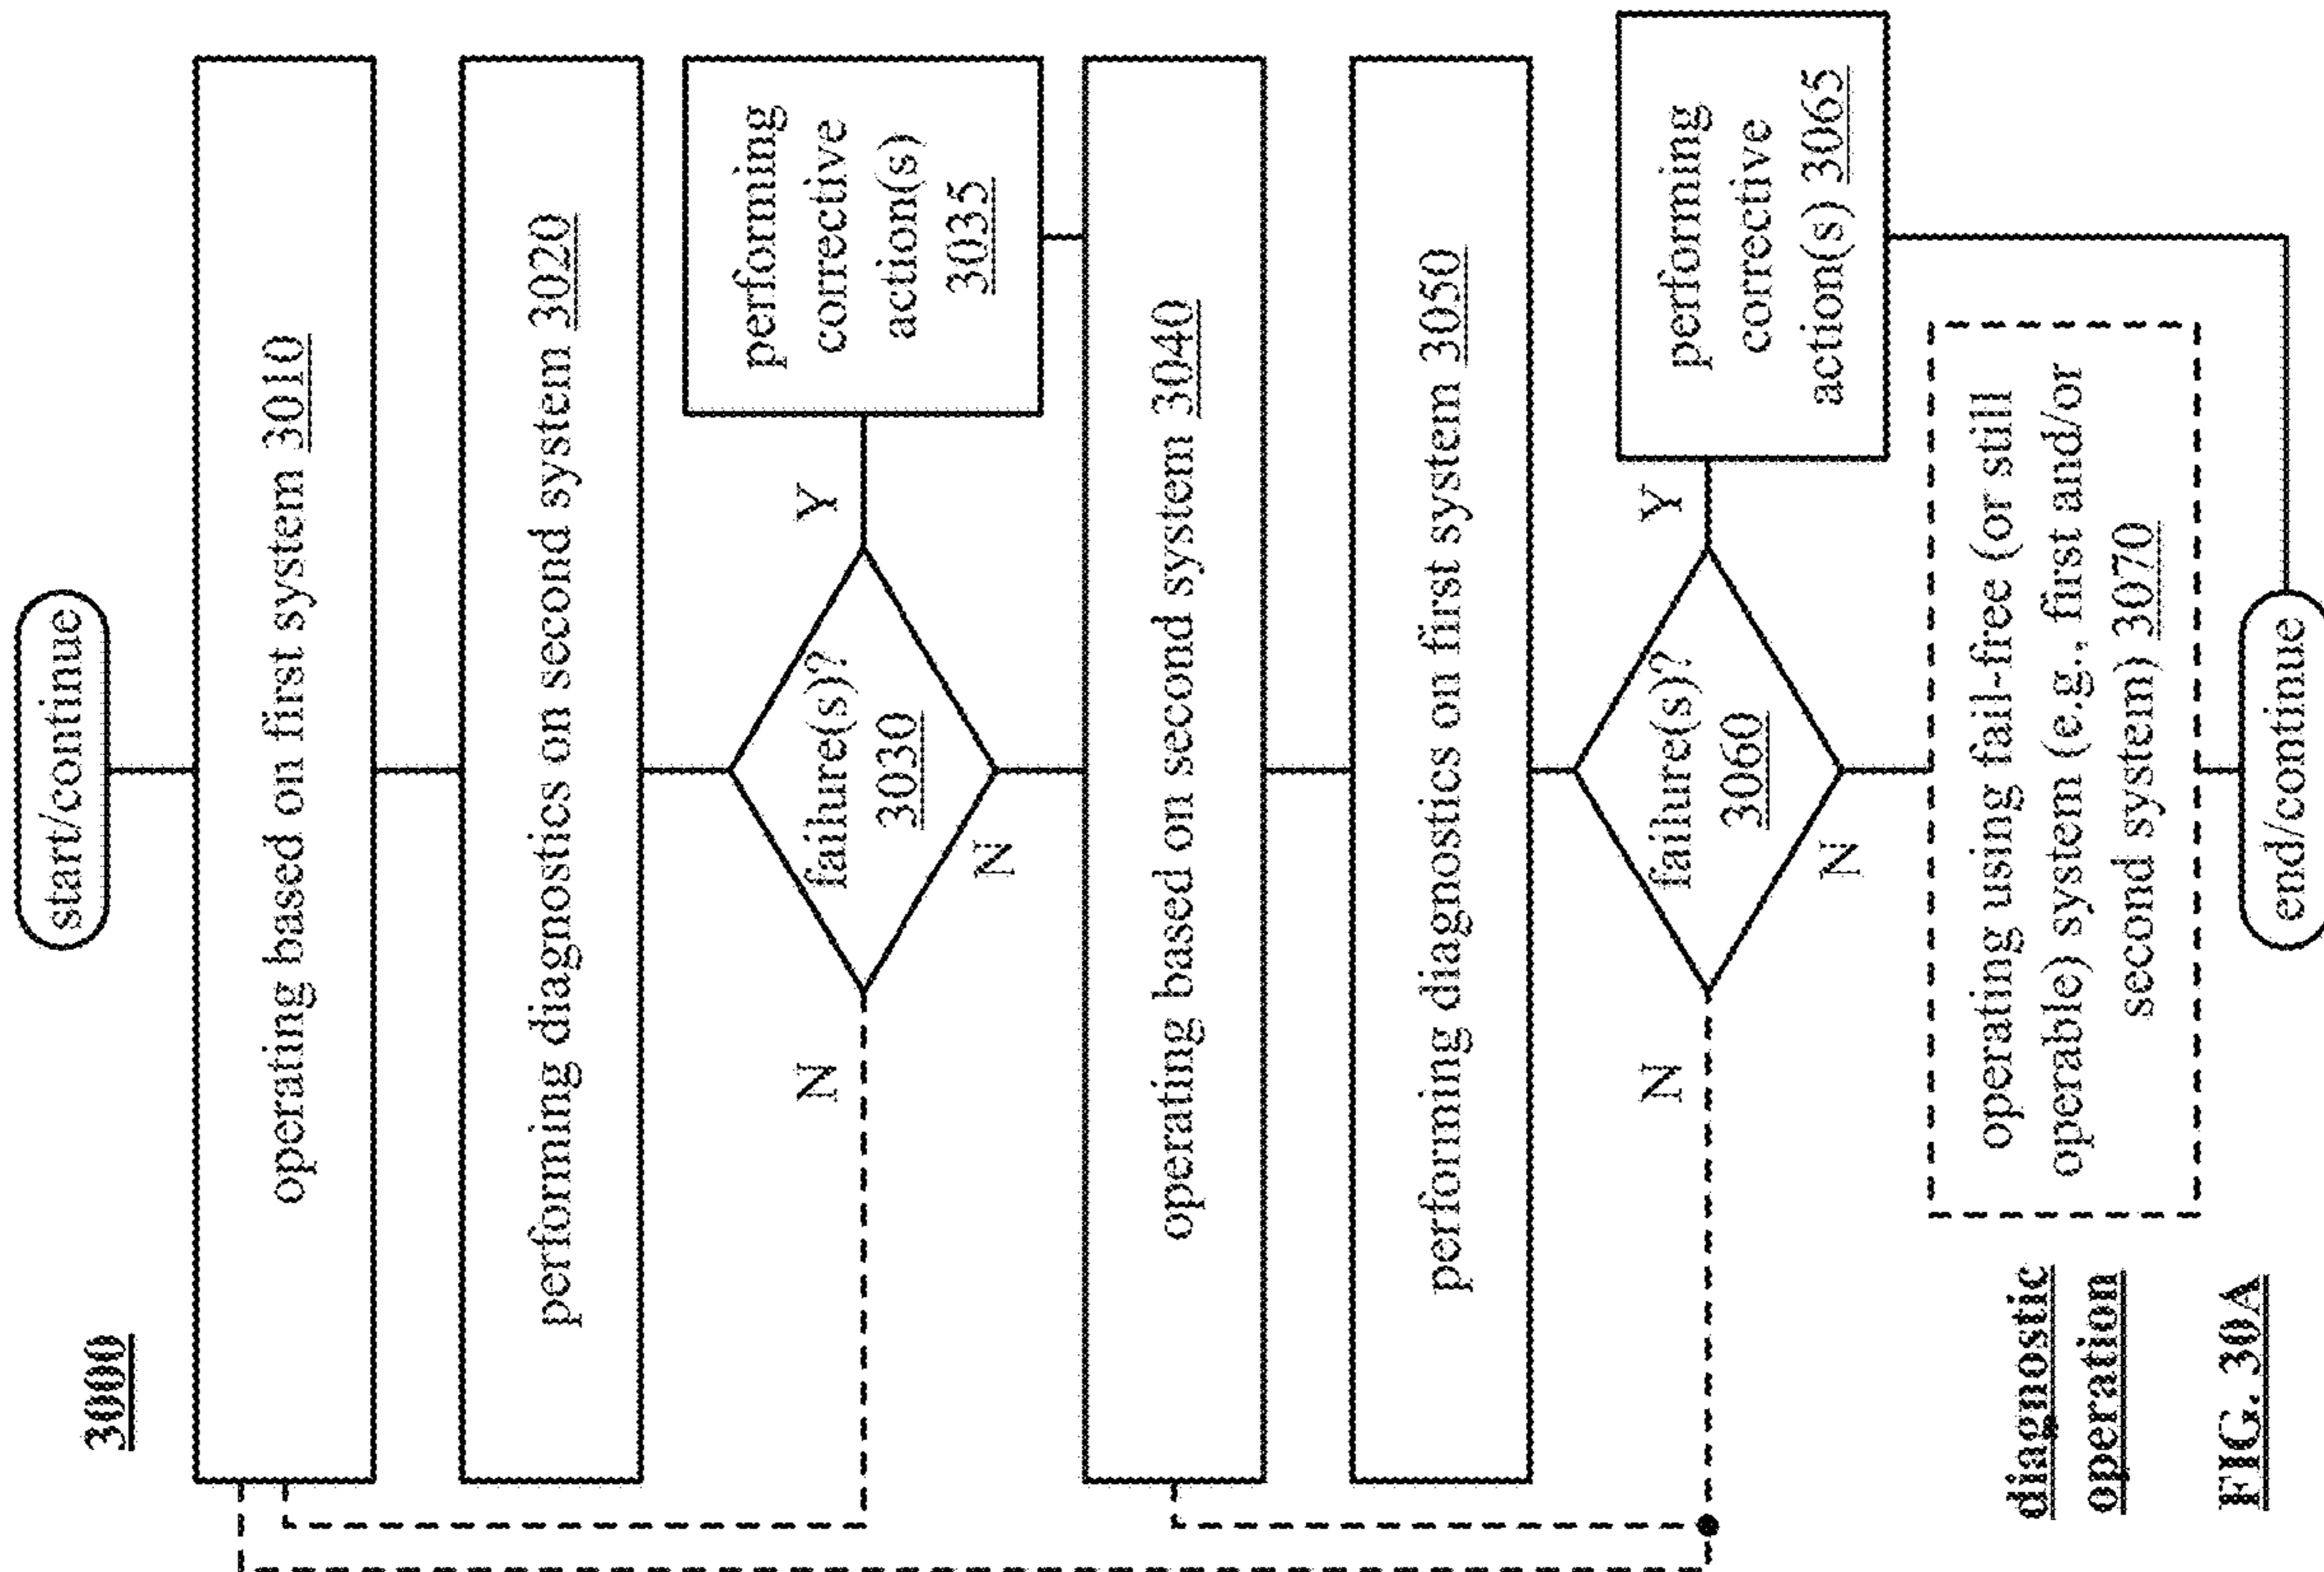 3000
start/continue
operating based on first system 3010
performing diagnostics on second system 3020
failure(s)?
3030
Y
N
N
performing
corrective
action(s)
3035
operating based on second system 3040
performing diagnostics on first system 3050
failure(s)?
3060
Y
N
N
performing
corrective
action(s) 3065
operating using fail-free (or still
operable) system (e.g., first and/or
second system) 3070
end/continue
diagnostic
operation
FIG. 30A